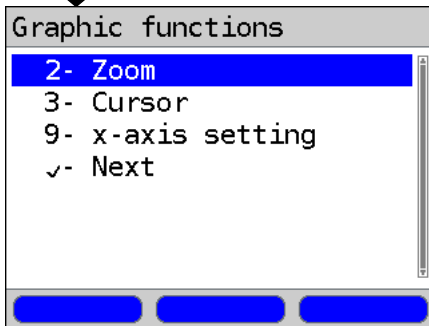 Graphic functions
2- Zoom
3- Cursor
9- x-axis setting
✓- Next